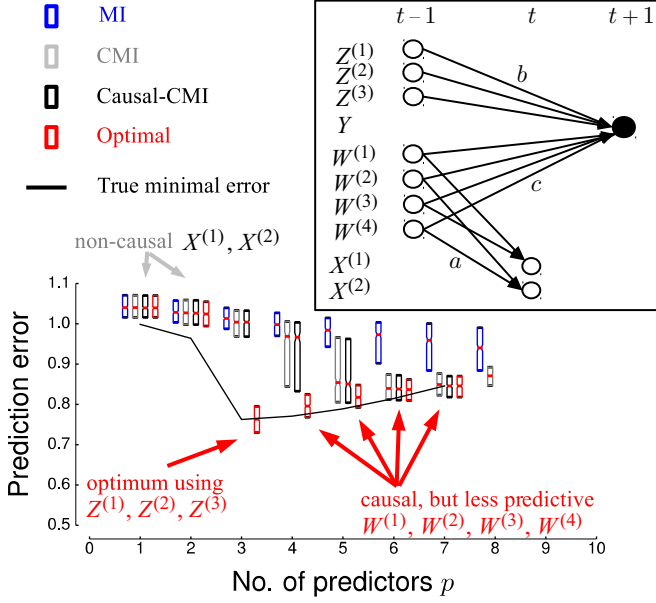 MI
CMI
Causal-CMI
Optimal
True minimal error
t−1 t t+1
Z(1)
Z(2)
Z(3)
Y
W(1)
W(2)
W(3)
W(4)
X(1)
X(2)
b
c
a
non-causal X(1), X(2)
Prediction error
1.1
1.0
0.9
0.8
0.7
0.6
0.5
optimum using
Z(1), Z(2), Z(3)
causal, but less predictive
W(1), W(2), W(3), W(4)
0 1 2 3 4 5 6 7 8 9 10
No. of predictors p